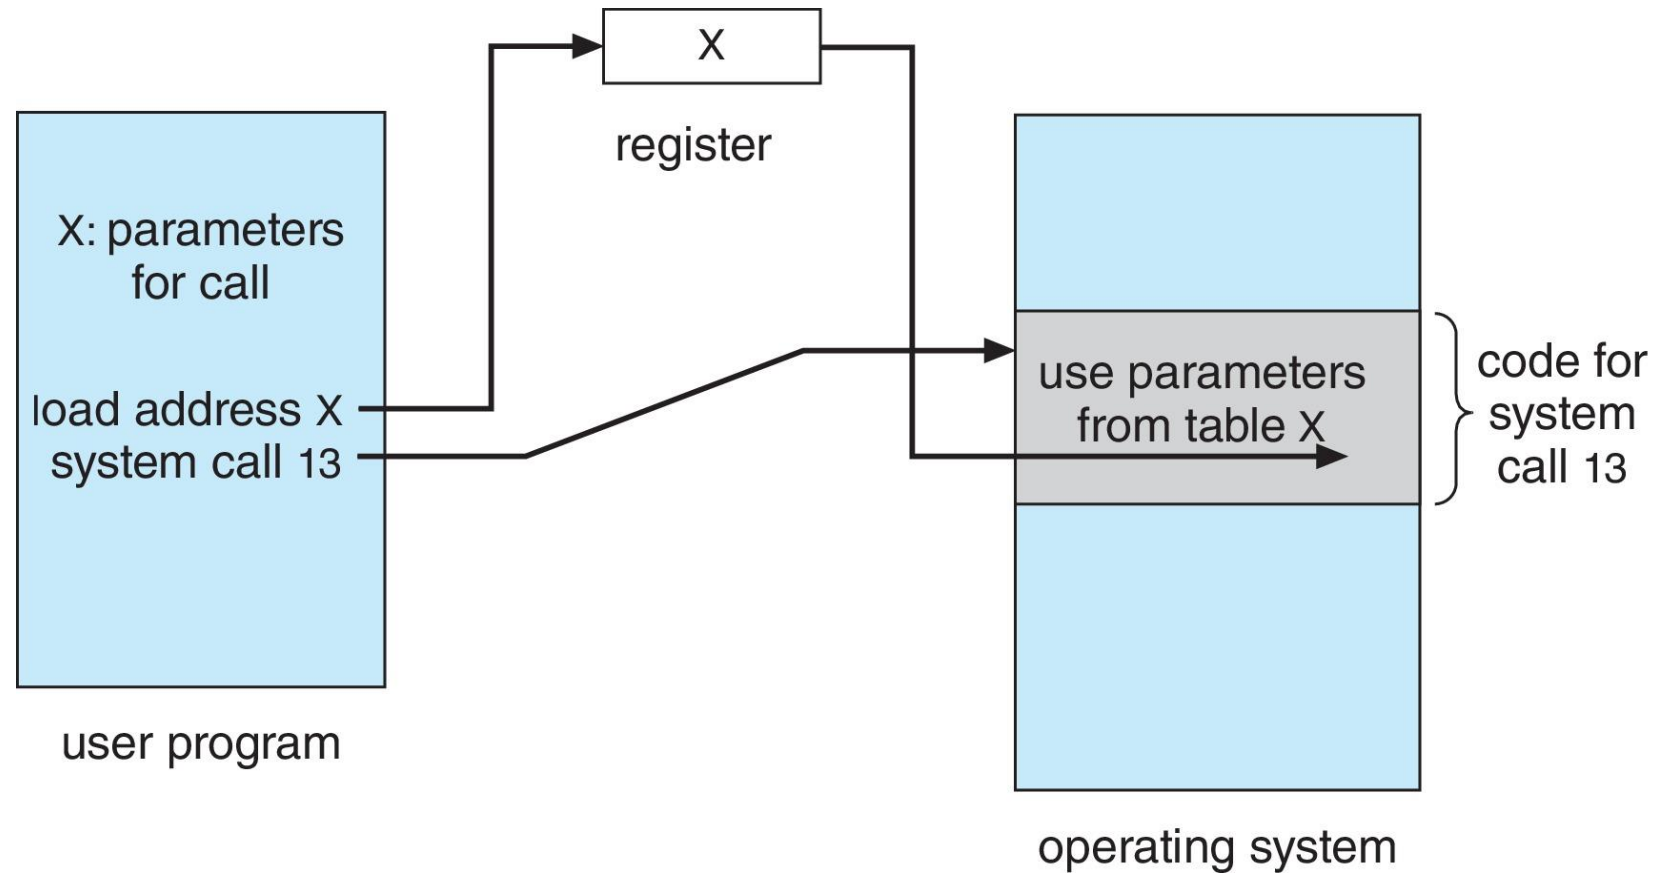 X
register
X: parameters
for call
load address X
system call 13
user program
use parameters
from table X
code for
system
call 13
operating system